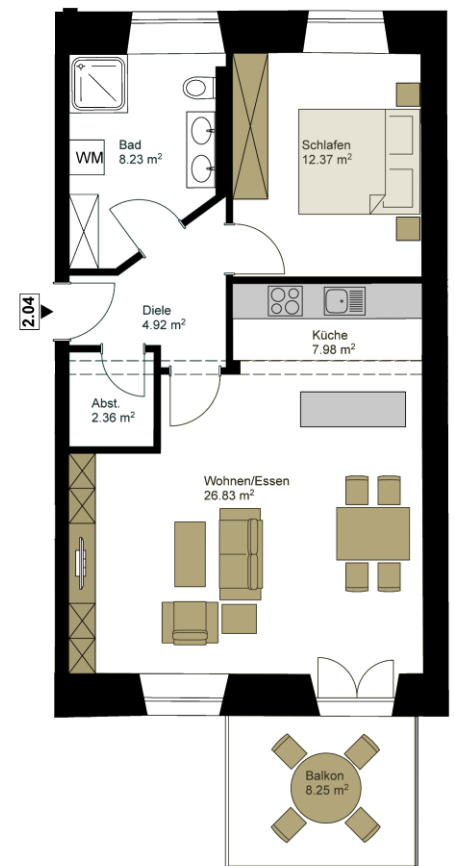 Bad
8.23 m²
WM
Schlafen
12.37 m²
2.04
Diele
4.92 m²
Küche
7.98 m²
Abst.
2.36 m²
Wohnen/Essen
26.83 m²
Balkon
8.25 m²